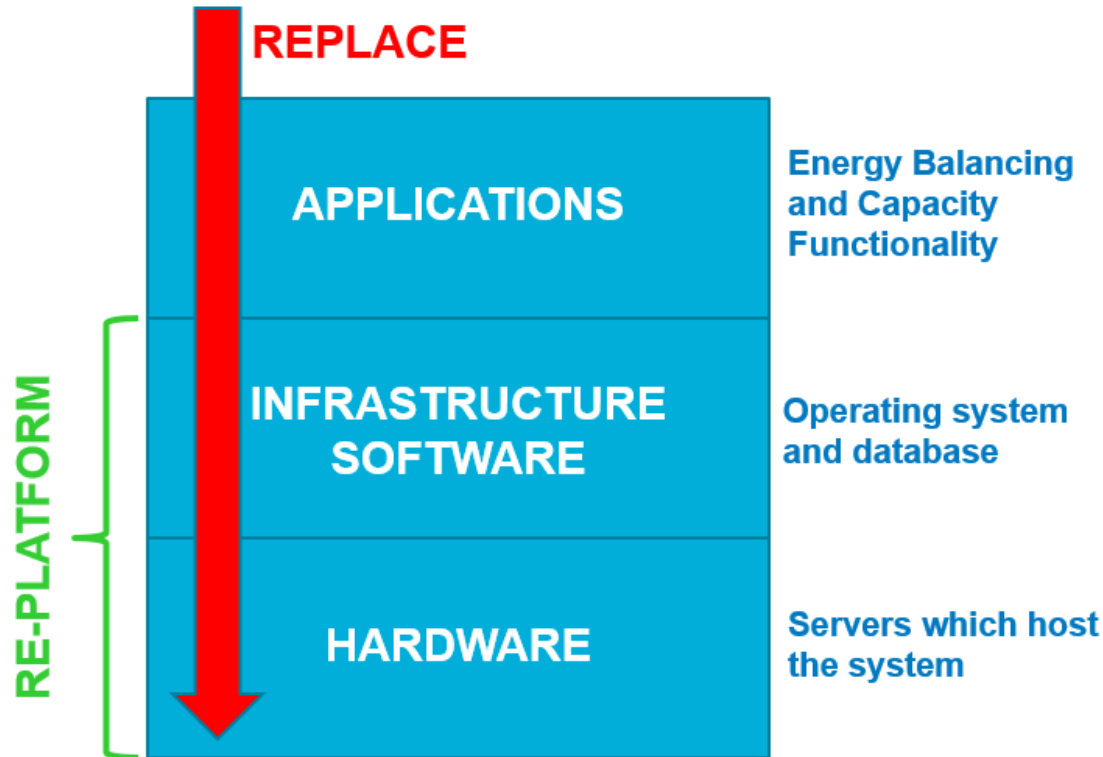 REPLACE
APPLICATIONS
Energy Balancing
and Capacity
Functionality
RE-PLATFORM
INFRASTRUCTURE
SOFTWARE
Operating system
and database
HARDWARE
Servers which host
the system